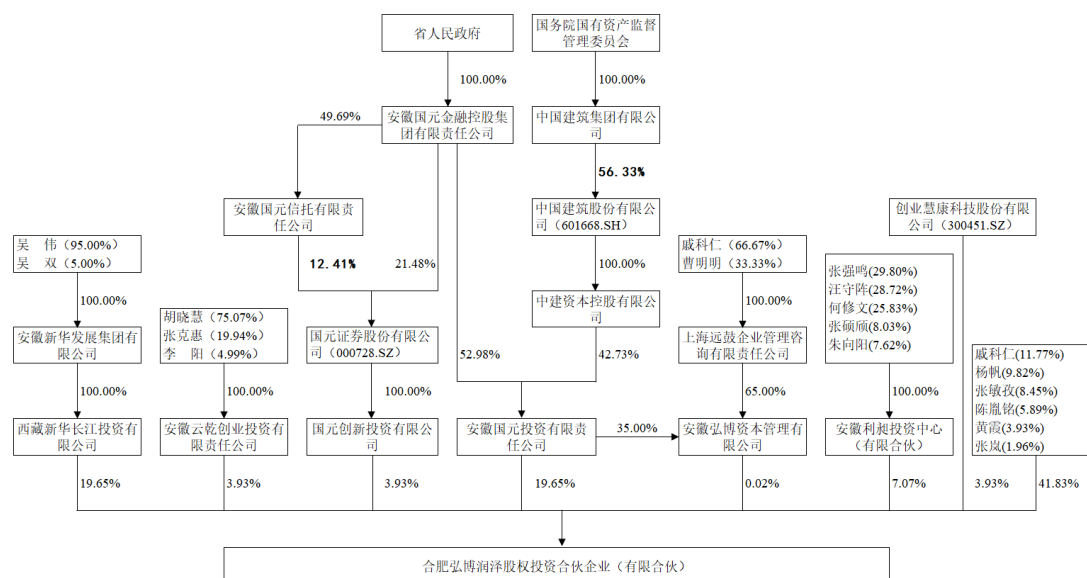 省人民政府
国务院国有资产监督
管理委员会
100.00%
100.00%
49.69%
安徽国元金融控股集
团有限责任公司
中国建筑集团有限公
司
56.33%
安徽国元信托有限责
任公司
中国建筑股份有限公
司（601668.SH）
创业慧康科技股份有限
公司（300451.SZ）
吴　伟（95.00%）
吴　双（5.00%）
12.41%
21.48%
戚科仁（66.67%）
曹明明（33.33%）
张强鸣(29.80%)
汪守阵(28.72%)
何修文(25.83%)
张硕颀(8.03%)
朱向阳(7.62%)
100.00%
100.00%
100.00%
胡晓慧（75.07%）
张克惠（19.94%）
李　阳（4.99%）
中建资本控股有限公司
安徽新华发展集团有
限公司
国元证券股份有限公
司（000728.SZ）
上海远鼓企业管理咨
询有限责任公司
52.98%
42.73%
戚科仁(11.77%)
杨帆(9.82%)
张敏孜(8.45%)
陈胤铭(5.89%)
黄霞(3.93%)
张岚(1.96%)
100.00%
100.00%
100.00%
65.00%
100.00%
西藏新华长江投资有
限公司
安徽云乾创业投资有
限责任公司
国元创新投资有限公
司
安徽国元投资有限责
任公司
35.00%
安徽弘博资本管理有
限公司
安徽利昶投资中心
（有限合伙）
19.65%
3.93%
3.93%
19.65%
0.02%
7.07%
3.93%
41.83%
合肥弘博润泽股权投资合伙企业（有限合伙）